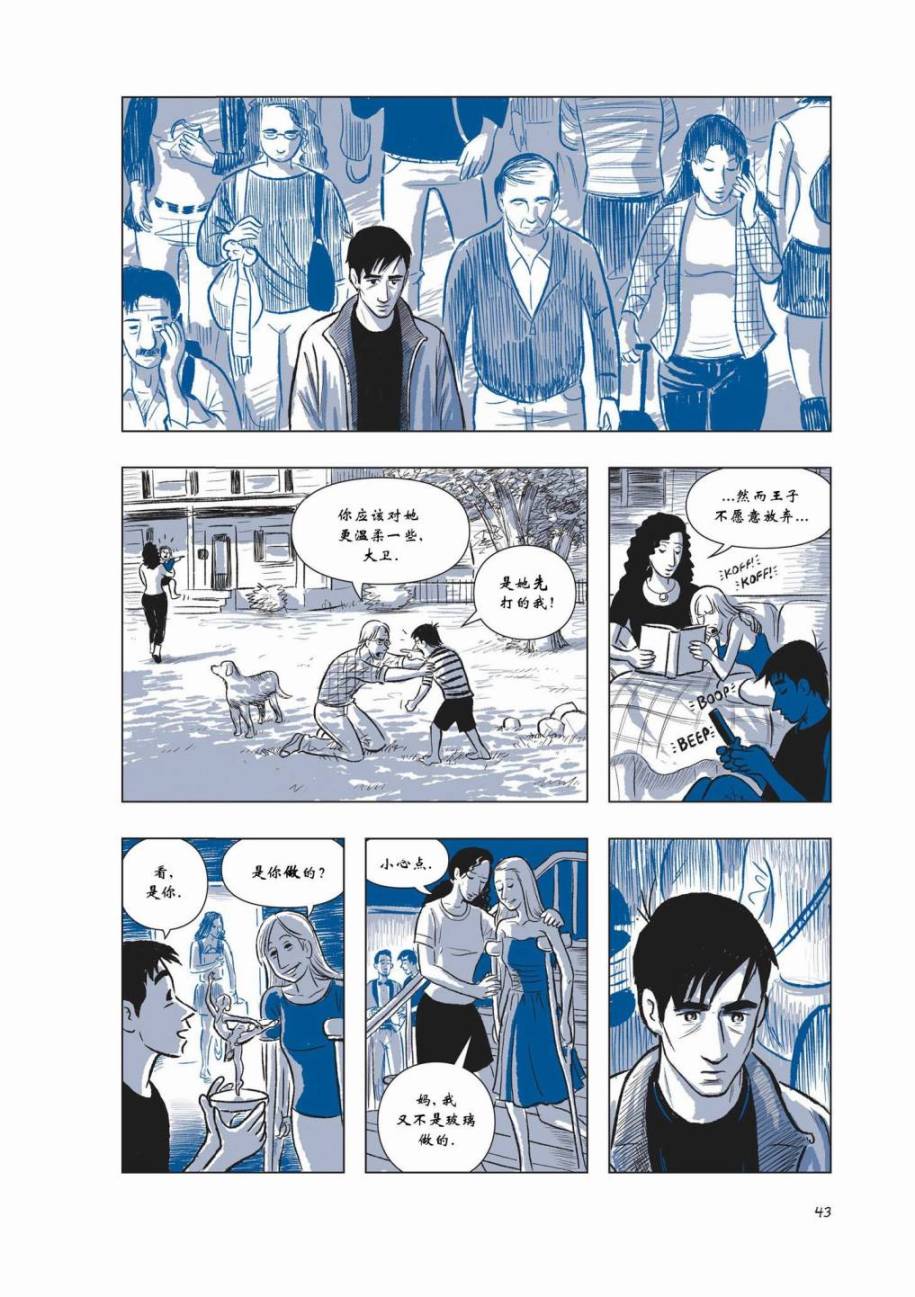 你应该对她
更温柔一些,
大卫.
是她先
打的我!
...然而王子
不愿意放弃...
KOFF!
KOFF!
BOOP
BEEP
看,
是你.
是你做的?
小心点.
妈,我
又不是玻璃
做的.
43